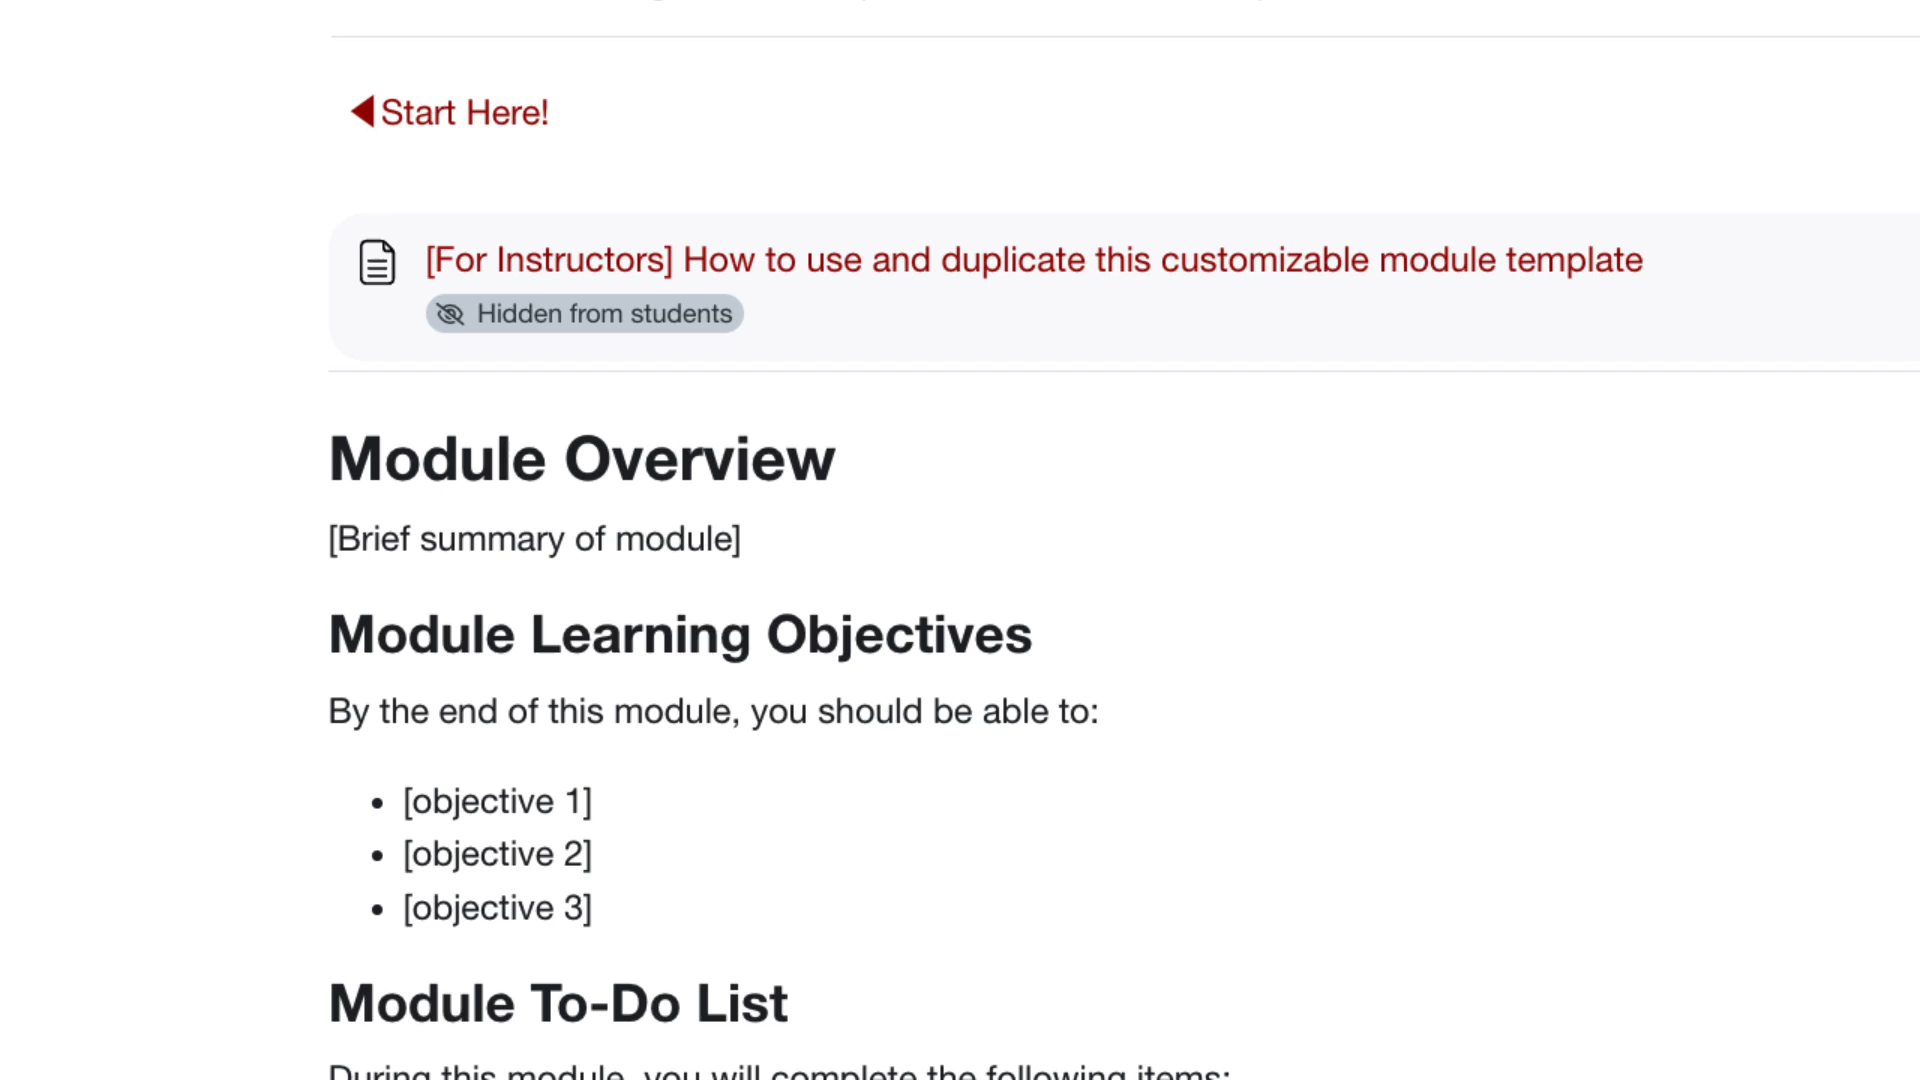 Start Here!
[For Instructors] How to use and duplicate this customizable module template
Hidden from students
Module Overview
[Brief summary of module]
Module Learning Objectives
By the end of this module, you should be able to:
• [objective 1]
• [objective 2]
• [objective 3]
Module To-Do List
During this module, you will complete the following items: